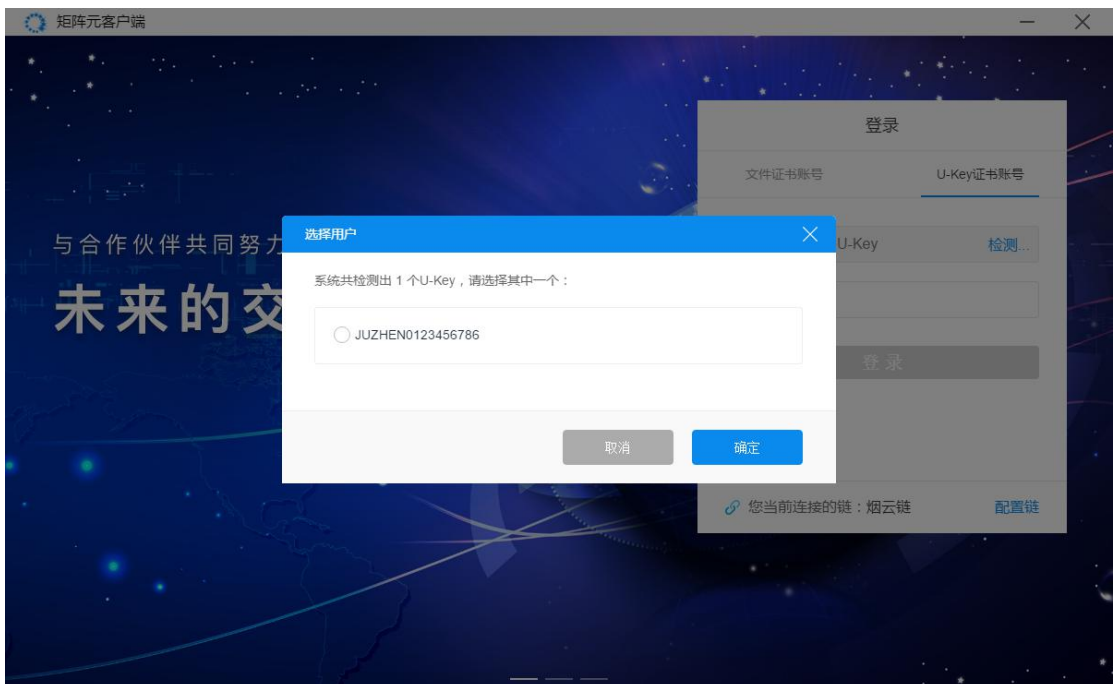 矩阵元客户端
登录
文件证书账号
U-Key证书账号
与合作伙伴共同努力
未来的交
选择用户
U-Key
检测...
系统共检测出 1 个U-Key，请选择其中一个：
JUZHEN0123456786
登 录
取消
确定
您当前连接的链：烟云链
配置链